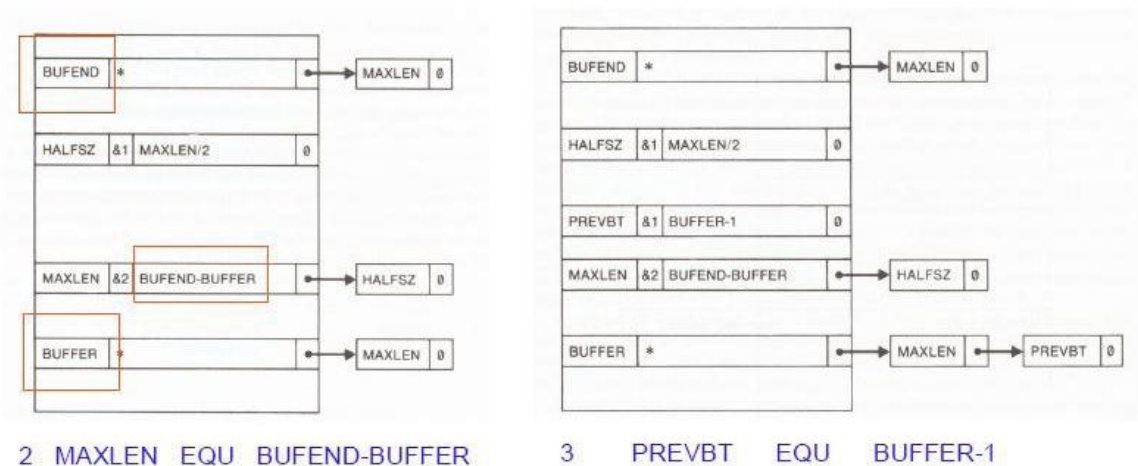 BUFEND * MAXLEN 0
HALFSZ &1 MAXLEN/2 0
MAXLEN &2 BUFEND-BUFFER HALFSZ 0
BUFFER * MAXLEN 0
2 MAXLEN EQU BUFEND-BUFFER
BUFEND * MAXLEN 0
HALFSZ &1 MAXLEN/2 0
PREVBT &1 BUFFER-1 0
MAXLEN &2 BUFEND-BUFFER HALFSZ 0
BUFFER * MAXLEN PREVBT 0
3 PREVBT EQU BUFFER-1